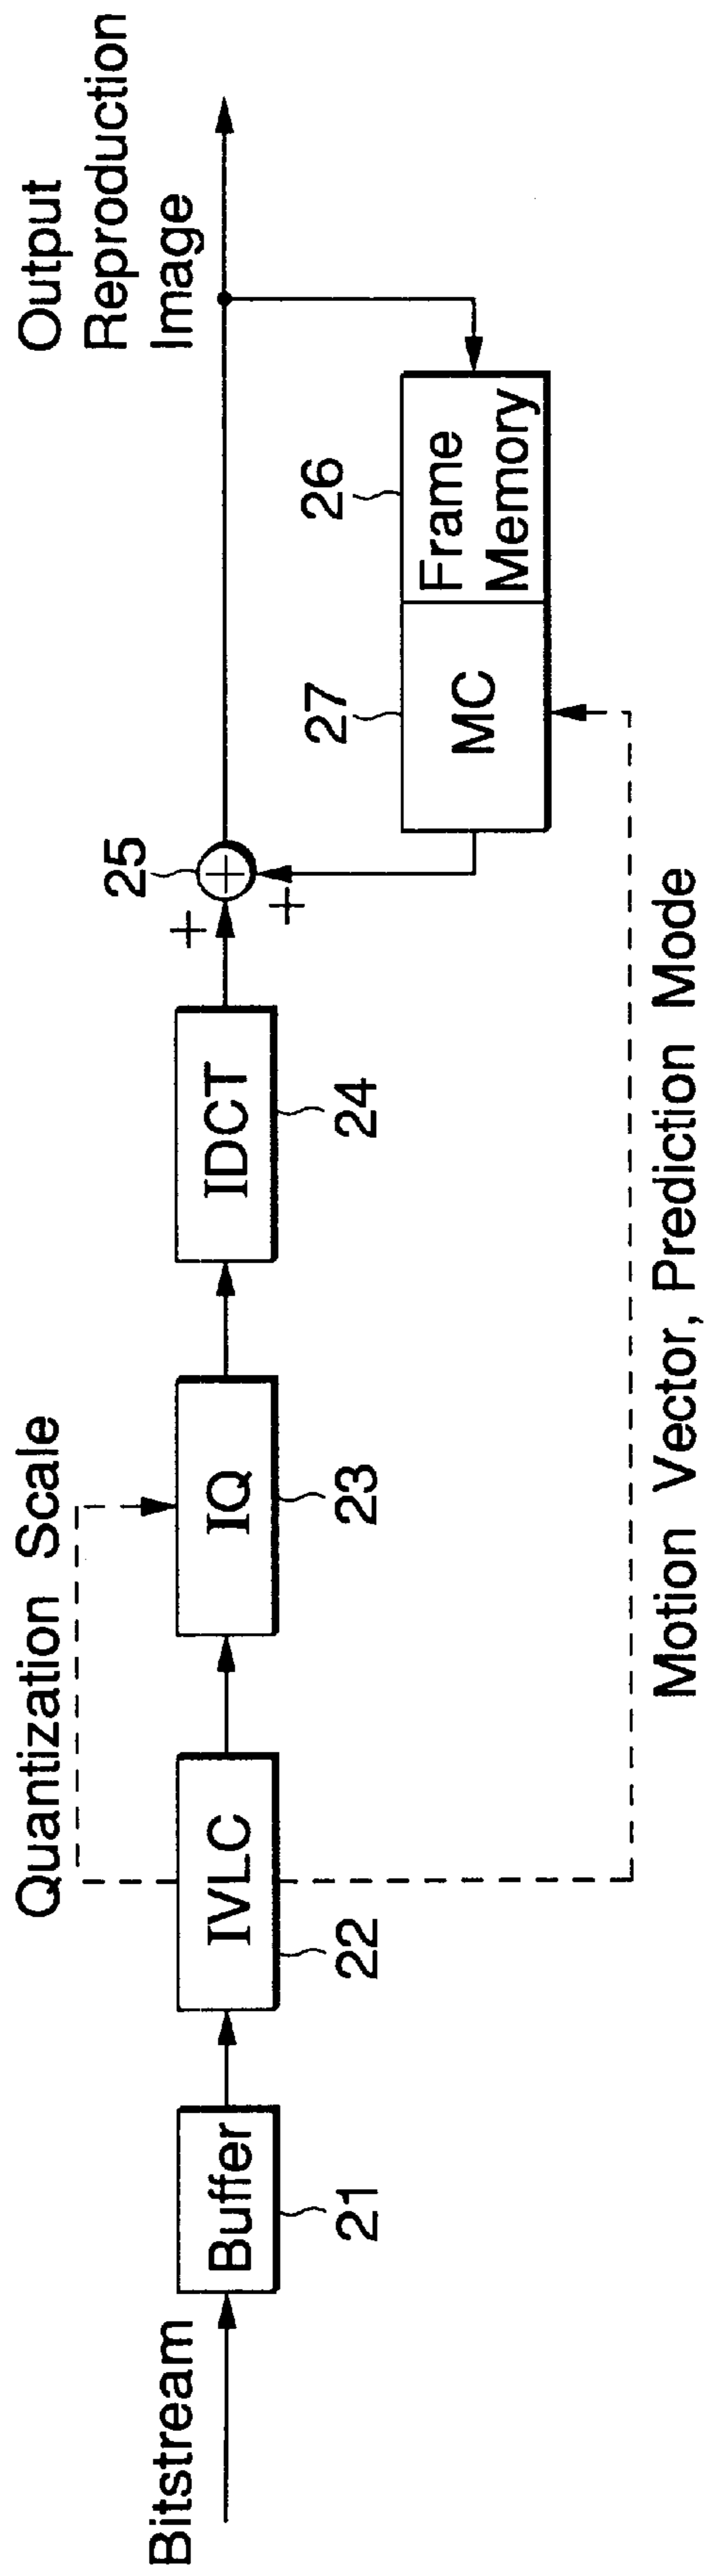 Bitstream
Buffer
21
IVLC
22
Quantization Scale
IQ
23
IDCT
24
25
+
+
+
Output
Reproduction
Image
27
MC
26
Frame
Memory
Motion Vector, Prediction Mode